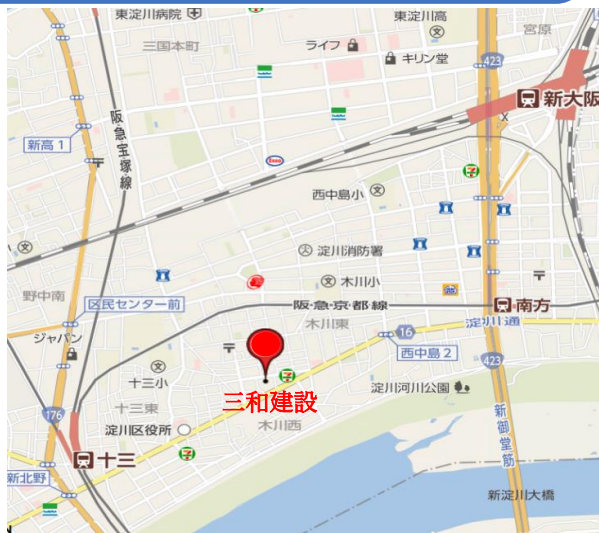 東淀川病院
東淀川高
宮原
三国本町
ライフ
キリン堂
423
新大阪
阪急宝塚線
新高1
Esso
西中島小
淀川消防署
木川小
野中南
区民センター前
阪急京都線
南方
木川東
淀川通
16
ジャパン
西中島2
423
十三小
三和建設
淀川河川公園
十三東
176
淀川区役所
木川西
新御堂筋
十三
新北野
新淀川大橋
N